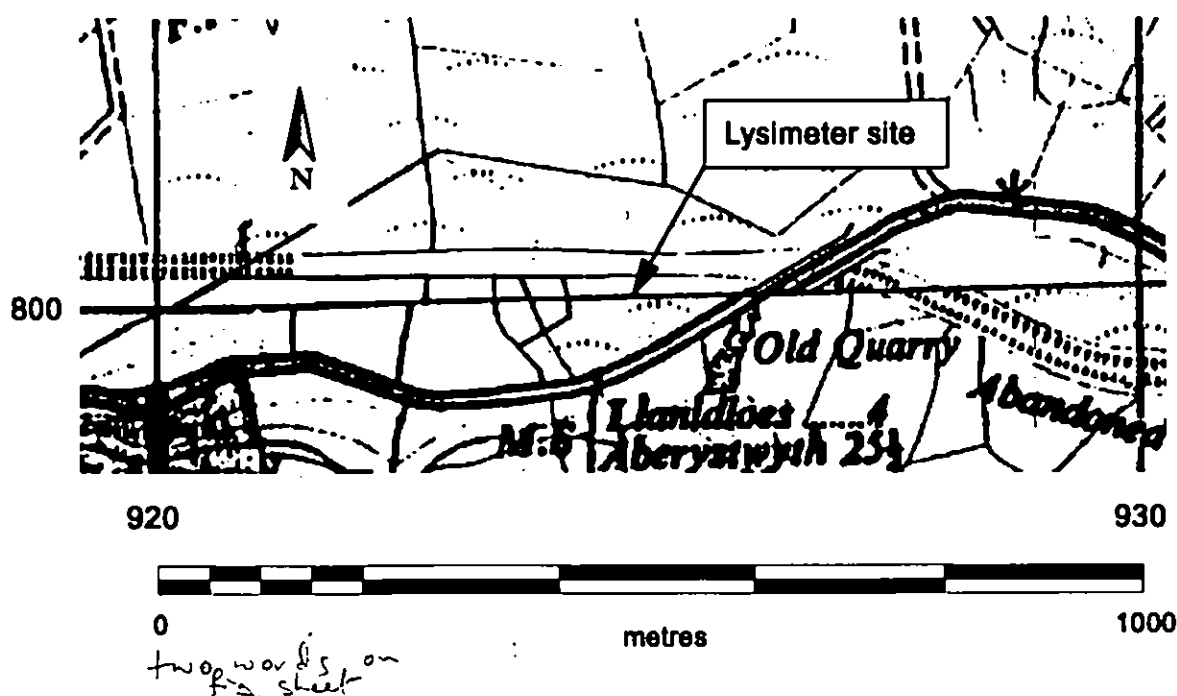 Lysimeter site
N
800
Old Quarry
Abandoned
Llanidloes ......4
Aberystwyth 25½
920
930
0
1000
metres
two words on
fig sheet